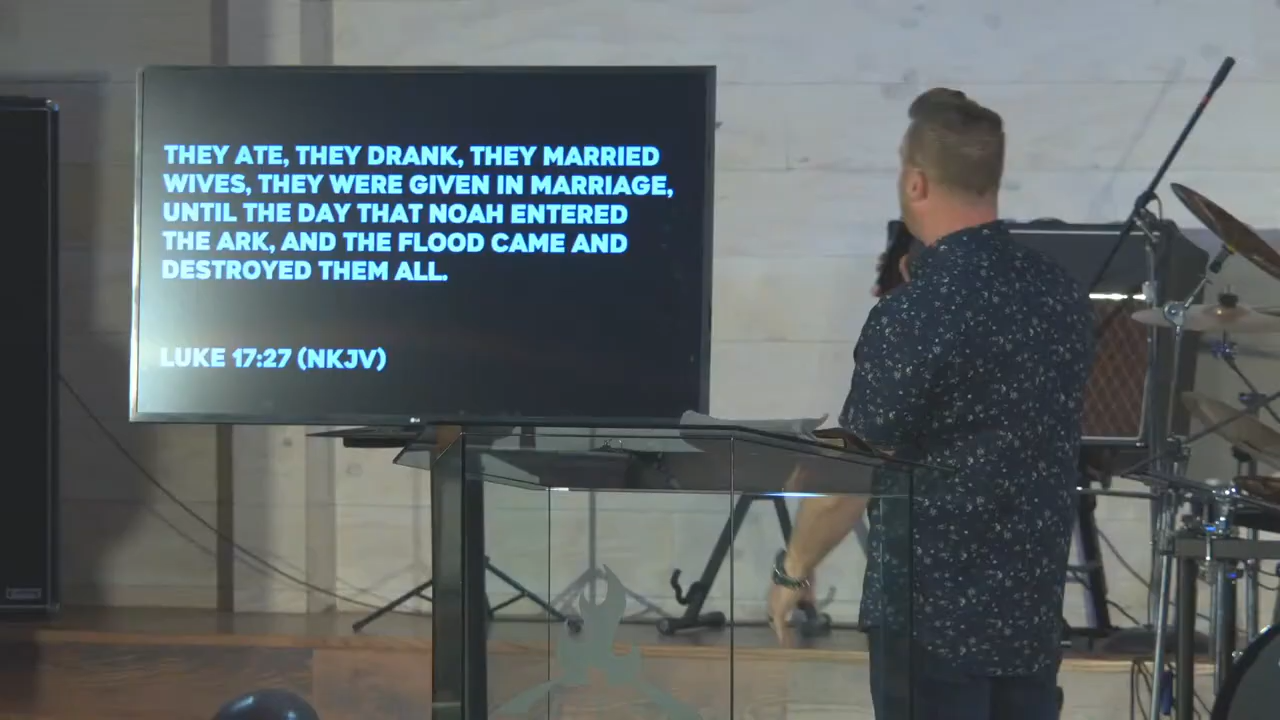 THEY ATE, THEY DRANK, THEY MARRIED
WIVES, THEY WERE GIVEN IN MARRIAGE,
UNTIL THE DAY THAT NOAH ENTERED
THE ARK, AND THE FLOOD CAME AND
DESTROYED THEM ALL.
LUKE 17:27 (NKJV)